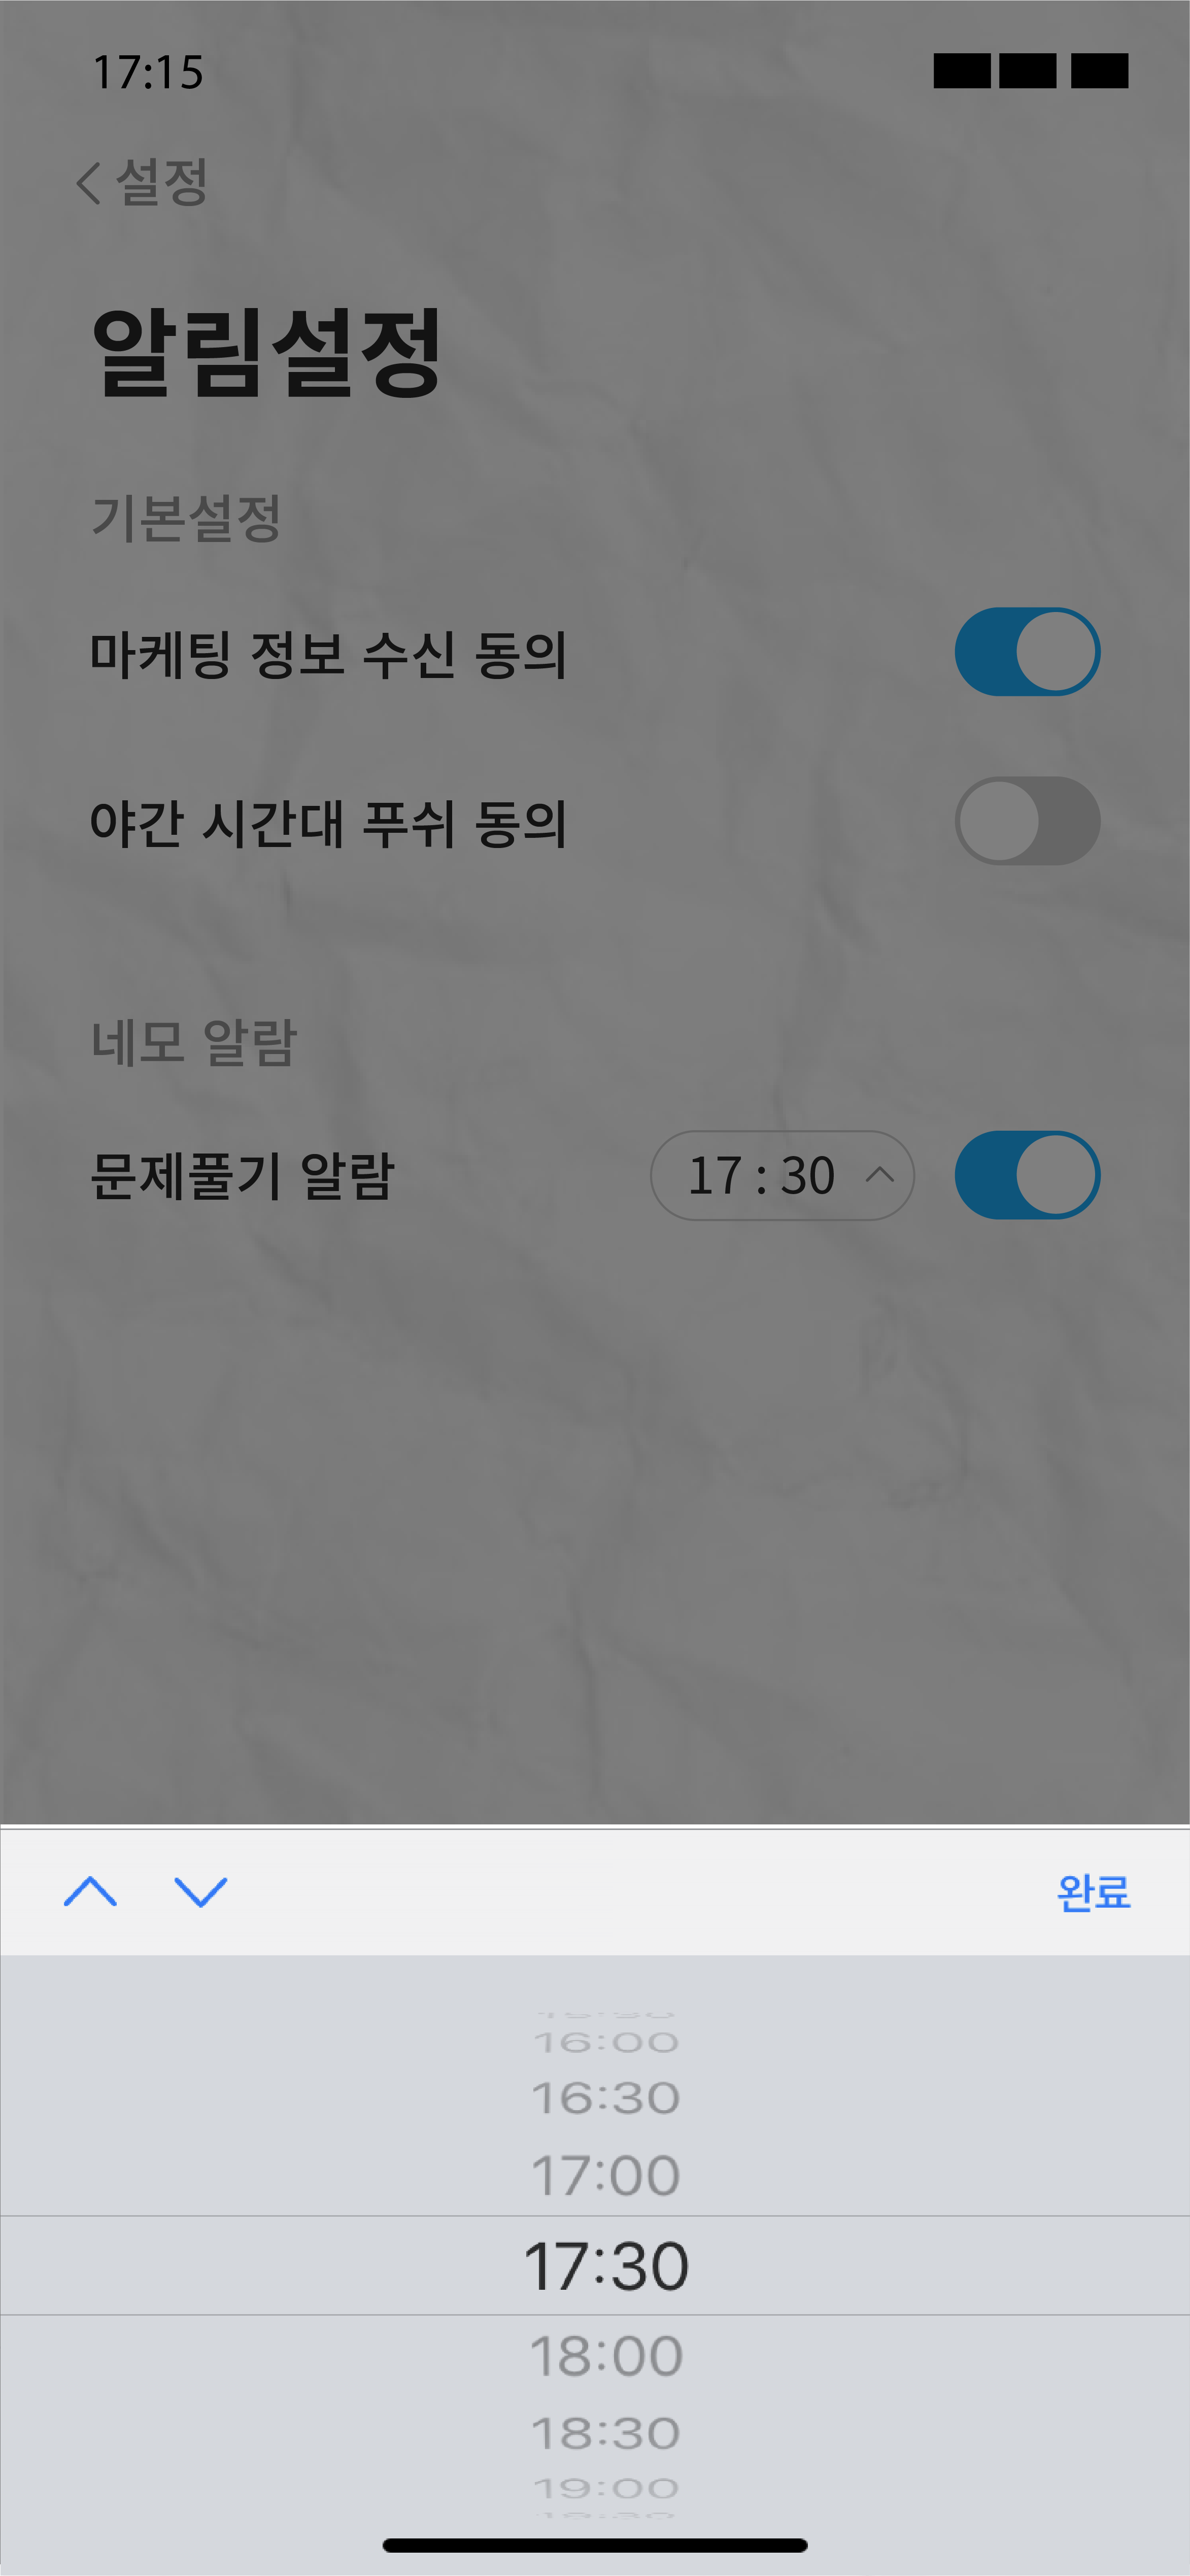 17:15
설정
알림설정
기본설정
마케팅 정보 수신 동의
야간 시간대 푸쉬 동의
네모 알람
문제풀기 알람 17 : 30
완료
16:00
16:30
17:00
17:30
18:00
18:30
19:00